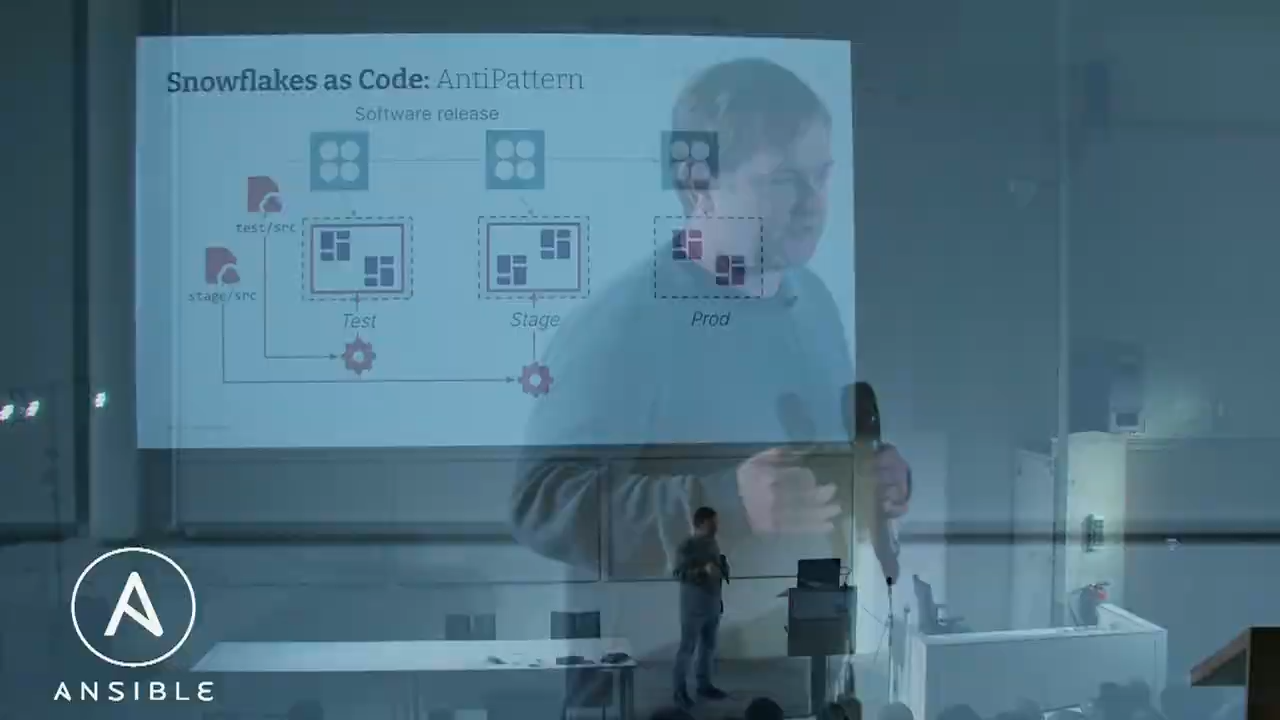 Snowflakes as Code: AntiPattern
Software release
test/src
stage/src
Test
Stage
Prod
ANSIBLE